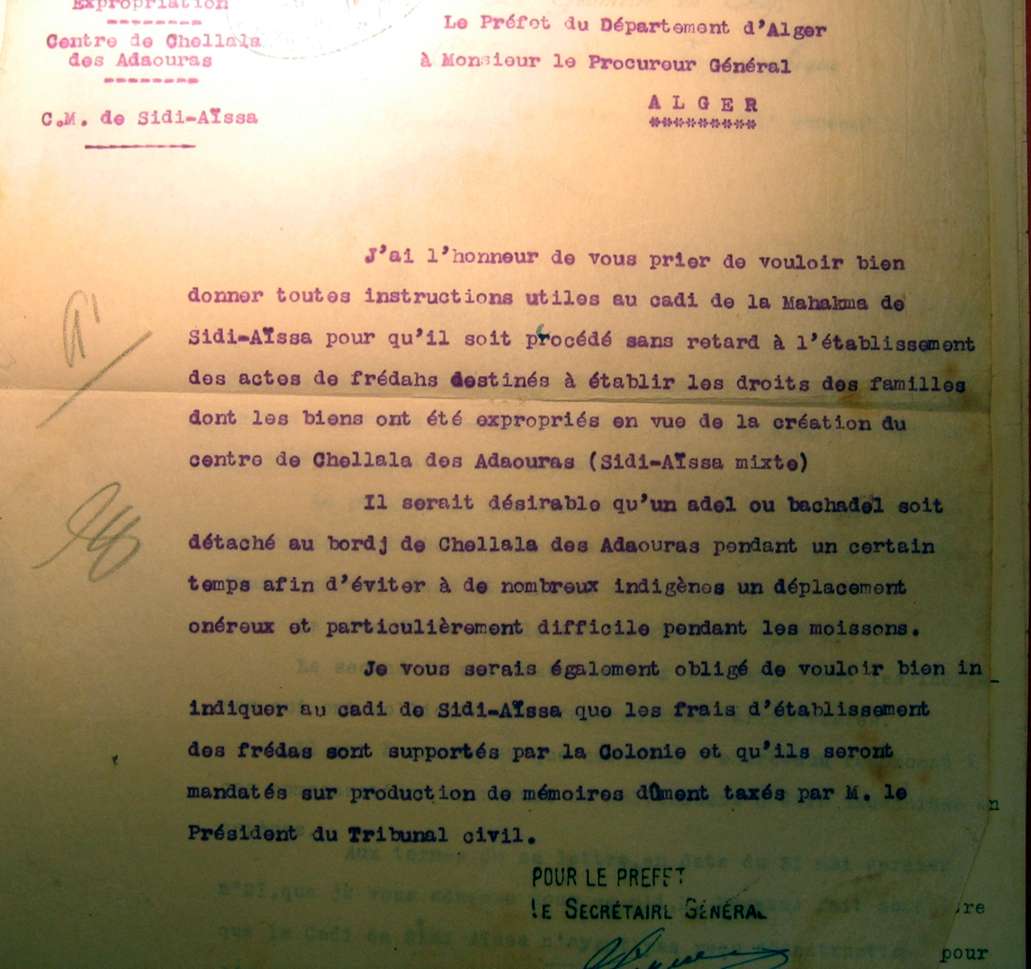 Expropriation
Centre de Chellala
des Adaouras
C.M. de Sidi-Aïssa
Le Préfet du Département d'Alger
à Monsieur le Procureur Général
ALGER
J'ai l'honneur de vous prier de vouloir bien
donner toutes instructions utiles au cadi de la Mahakma de
Sidi-Aïssa pour qu'il soit procédé sans retard à l'établissement
des actes de frédahs destinés à établir les droits des familles
dont les biens ont été expropriés en vue de la création du
centre de Chellala des Adaouras (Sidi-Aïssa mixte)
Il serait désirable qu'un adel ou bachadel soit
détaché au bordj de Chellala des Adaouras pendant un certain
temps afin d'éviter à de nombreux indigènes un déplacement
onéreux et particulièrement difficile pendant les moissons.
Je vous serais également obligé de vouloir bien in
indiquer au cadi de Sidi-Aïssa que les frais d'établissement
des frédas sont supportés par la Colonie et qu'ils seront
mandatés sur production de mémoires dûment taxés par M. le
Président du Tribunal civil.
POUR LE PREFET
LE SECRÉTAIRE GÉNÉRAL
pour